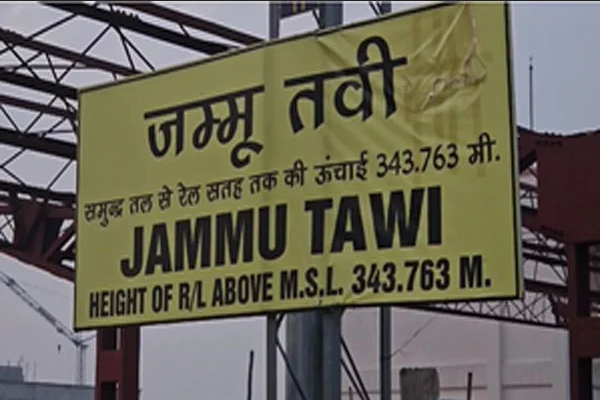 जम्मू तवी
समुन्द्र तल से रेल सतह तक की ऊंचाई 343.763 मी.
JAMMU TAWI
HEIGHT OF R/L ABOVE M.S.L. 343.763 M.